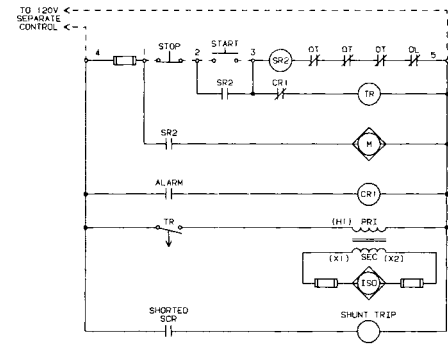 TO 120V
SEPARATE
CONTROL
4 STOP 2 START 3 SR2 OT OT OT OL 5
SR2 CR1 TR
SR2 M
ALARM CR1
TR (H1) PRI
(X1) SEC (X2)
ISO
SHORTED
SCR SHUNT TRIP